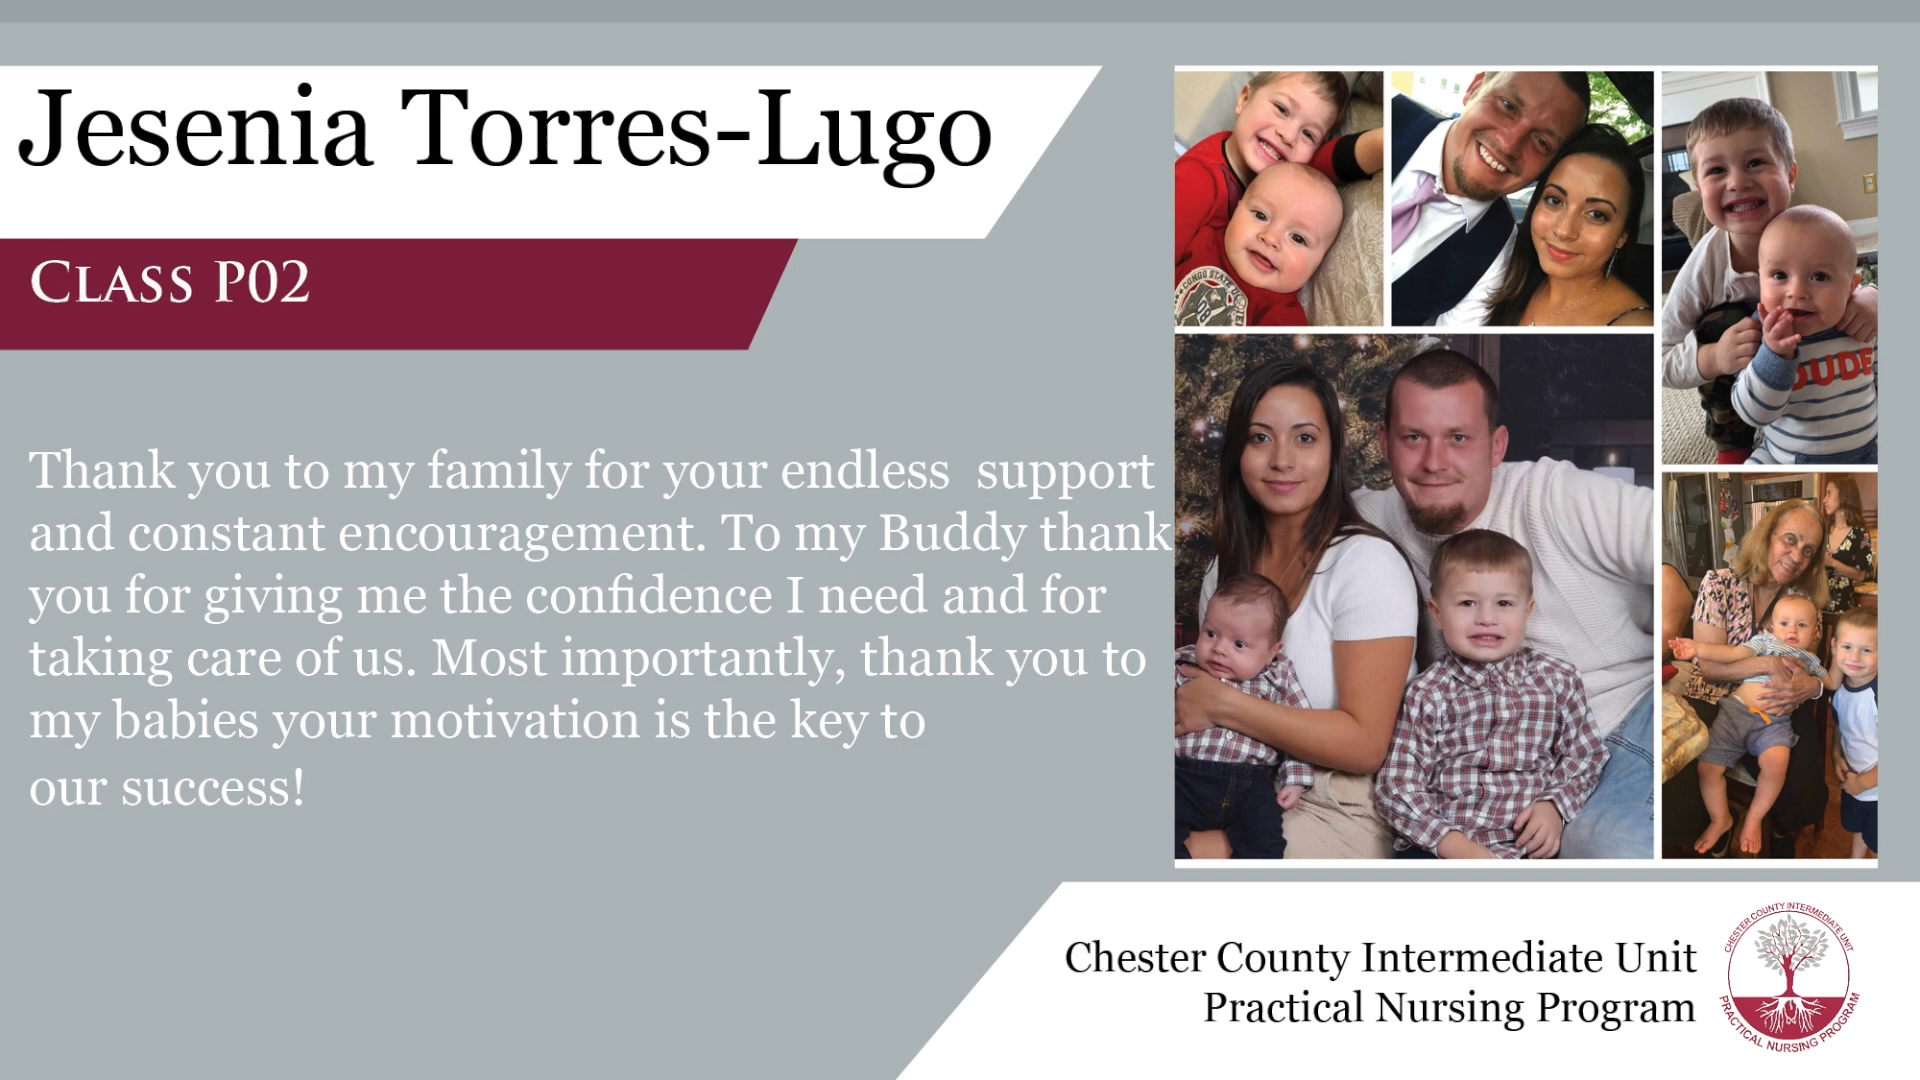 Jesenia Torres-Lugo
CLASS P02
Thank you to my family for your endless  support
and constant encouragement. To my Buddy thank
you for giving me the confidence I need and for
taking care of us. Most importantly, thank you to
my babies your motivation is the key to
our success!
DUDE
Chester County Intermediate Unit
Practical Nursing Program
CHESTER COUNTY INTERMEDIATE UNIT
PRACTICAL NURSING PROGRAM